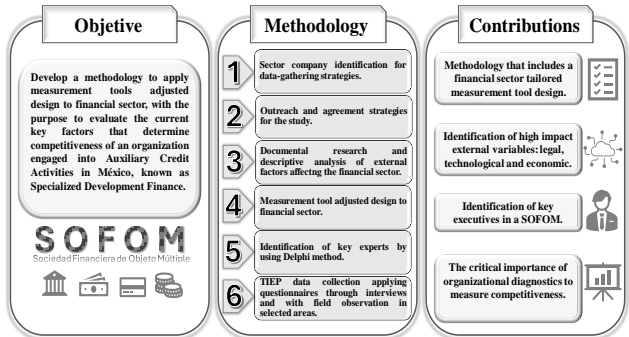 Objetive
Develop a methodology to apply
measurement tools adjusted
design to financial sector, with the
purpose to evaluate the current
key factors that determine
competitiveness of an organization
engaged into Auxiliary Credit
Activities in México, known as
Specialized Development Finance.
SOFOM
Sociedad Financiera de Objeto Múltiple
Methodology
1
Sector company identification for
data-gathering strategies.
2
Outreach and agreement strategies
for the study.
3
Documental research and
descriptive analysis of external
factors affectng the financial sector.
4
Measurement tool adjusted design to
financial sector.
5
Identification of key experts by
using Delphi method.
6
TIEP data collection applying
questionnaires through interviews
and with field observation in
selected areas.
Contributions
Methodology that includes a
financial sector tailored
measurement tool design.
Identification of high impact
external variables: legal,
technological and economic.
Identification of key
executives in a SOFOM.
The critical importance of
organizational diagnostics to
measure competitiveness.